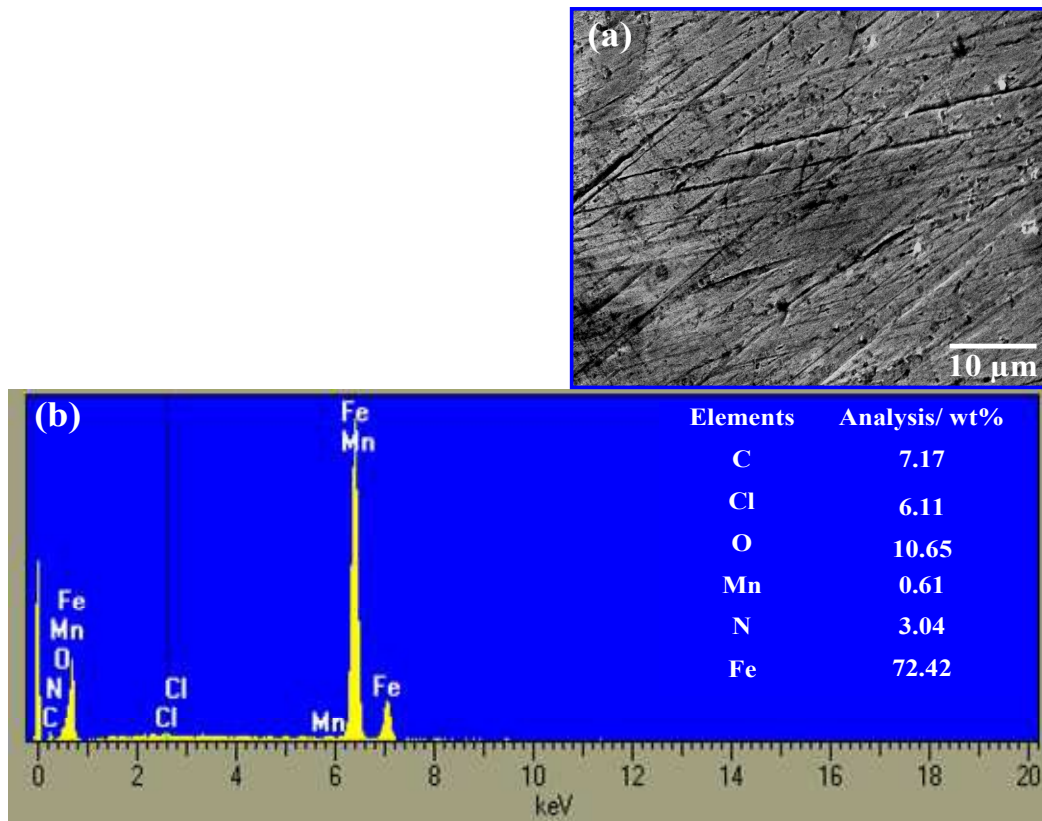 (a)
10 µm
(b)
Elements Analysis/ wt%
C 7.17
Cl 6.11
O 10.65
Mn 0.61
N 3.04
Fe 72.42
Fe
Mn
Fe
Mn
O
N
C
Cl
Cl
Mn
Fe
0 2 4 6 8 10 12 14 16 18 20
keV